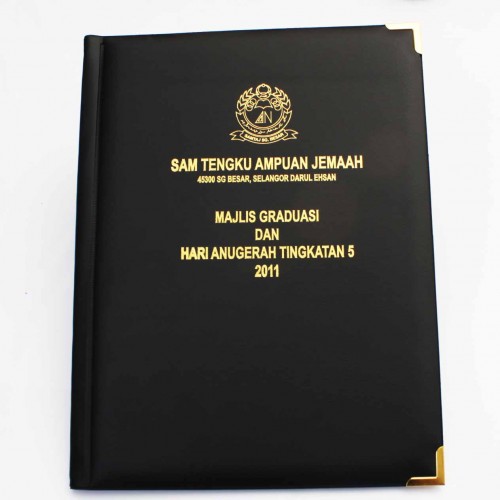 SAM TENGKU AMPUAN JEMAAH
45300 SG BESAR, SELANGOR DARUL EHSAN
MAJLIS GRADUASI
DAN
HARI ANUGERAH TINGKATAN 5
2011